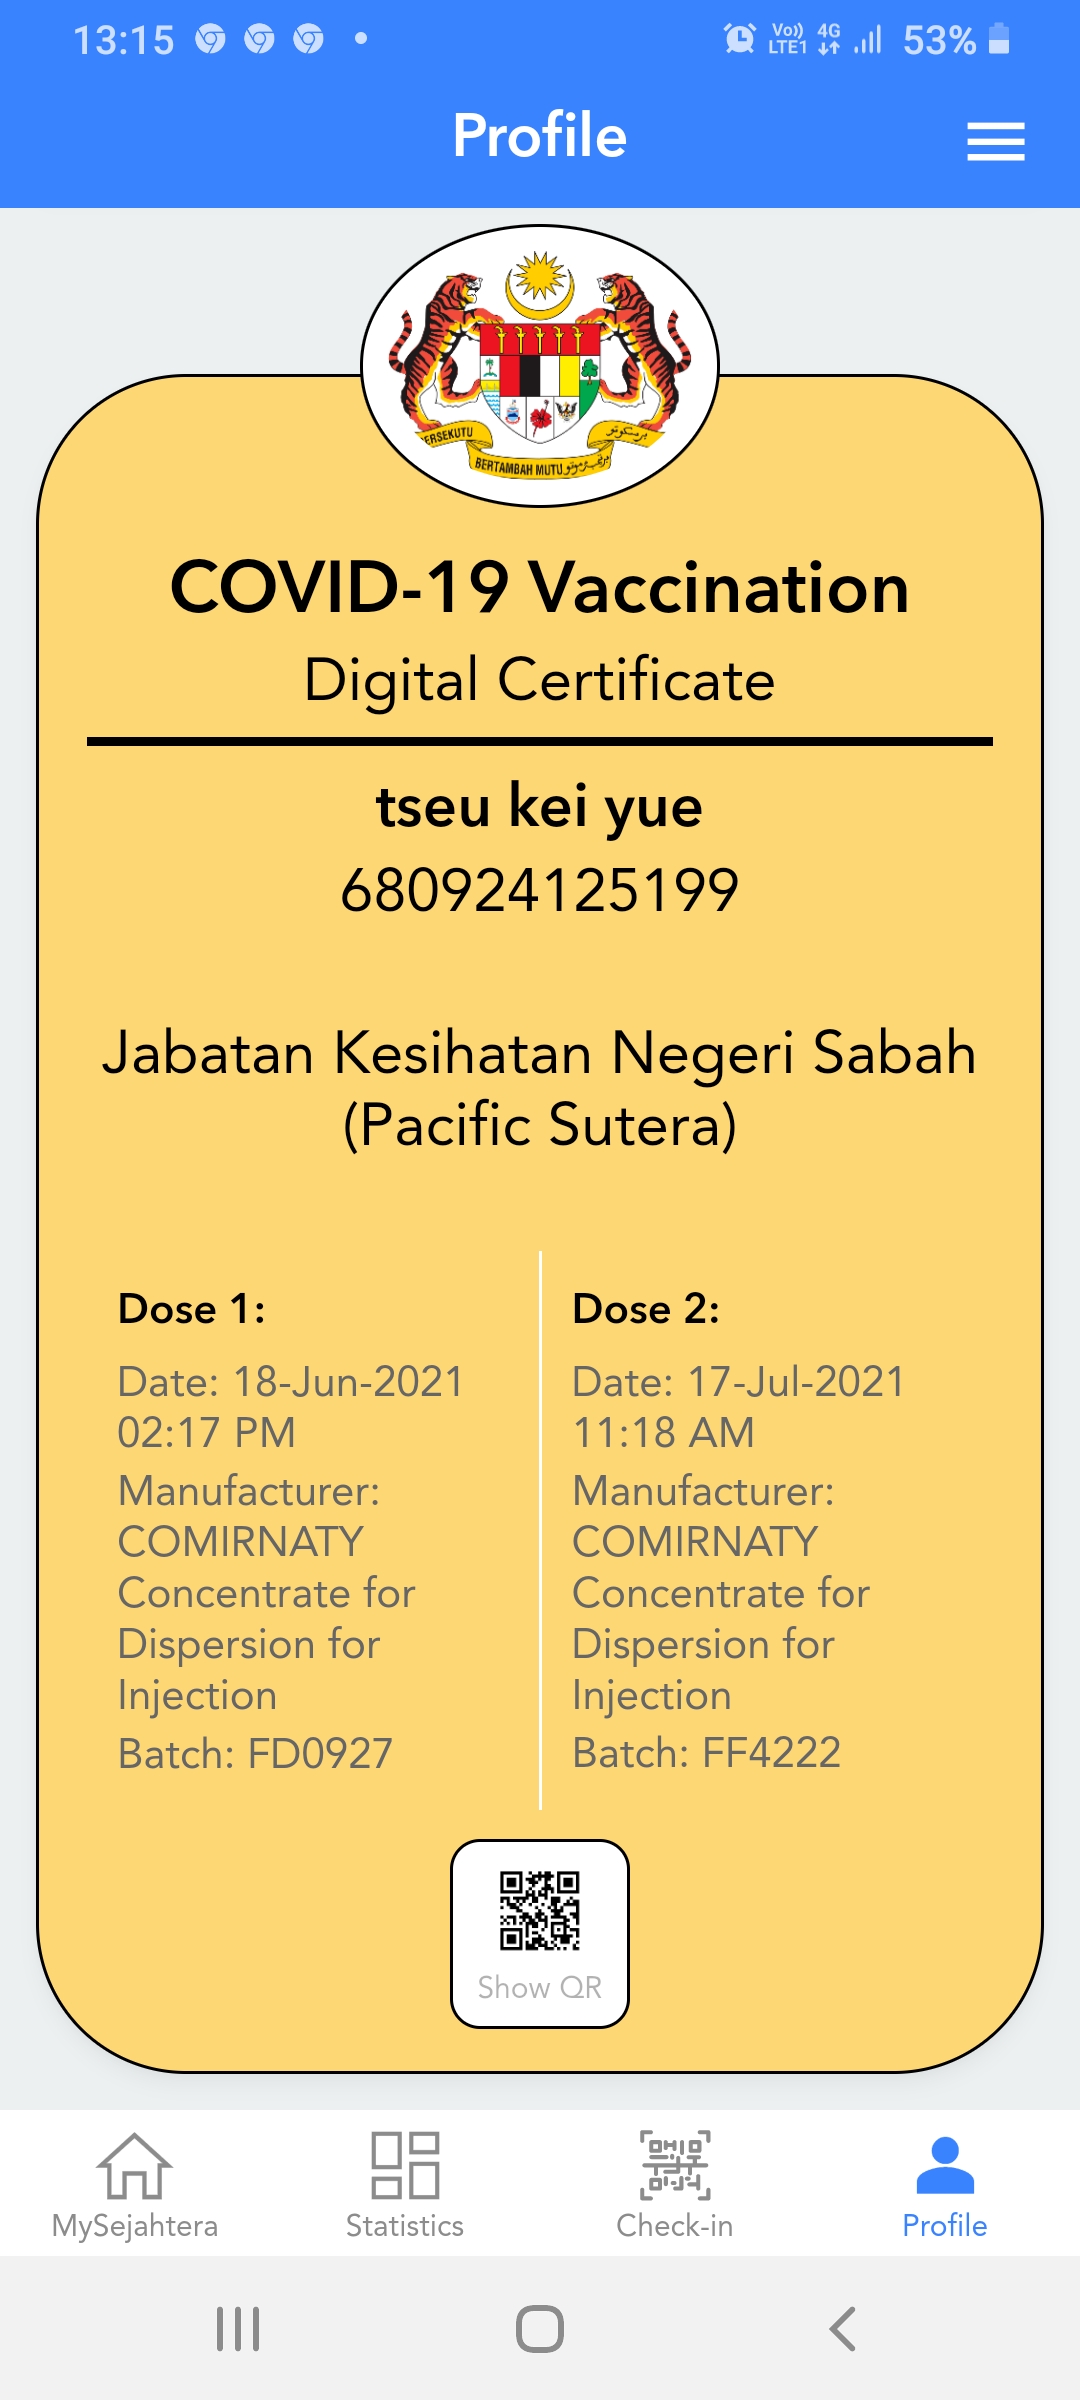 13:15
Vo)) LTE1 4G 53%
Profile
BERSEKUTU
BERTAMBAH MUTU
COVID-19 Vaccination
Digital Certificate
tseu kei yue
680924125199
Jabatan Kesihatan Negeri Sabah
(Pacific Sutera)
Dose 1:
Date: 18-Jun-2021
02:17 PM
Manufacturer:
COMIRNATY
Concentrate for
Dispersion for
Injection
Batch: FD0927
Dose 2:
Date: 17-Jul-2021
11:18 AM
Manufacturer:
COMIRNATY
Concentrate for
Dispersion for
Injection
Batch: FF4222
Show QR
MySejahtera
Statistics
Check-in
Profile